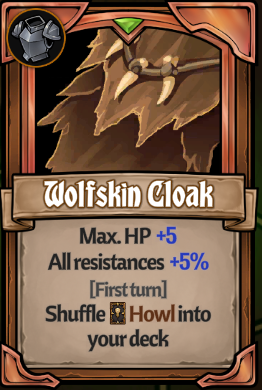 Wolfskin Cloak
Max. HP +5
All resistances +5%
[First turn]
Shuffle Howl into
your deck